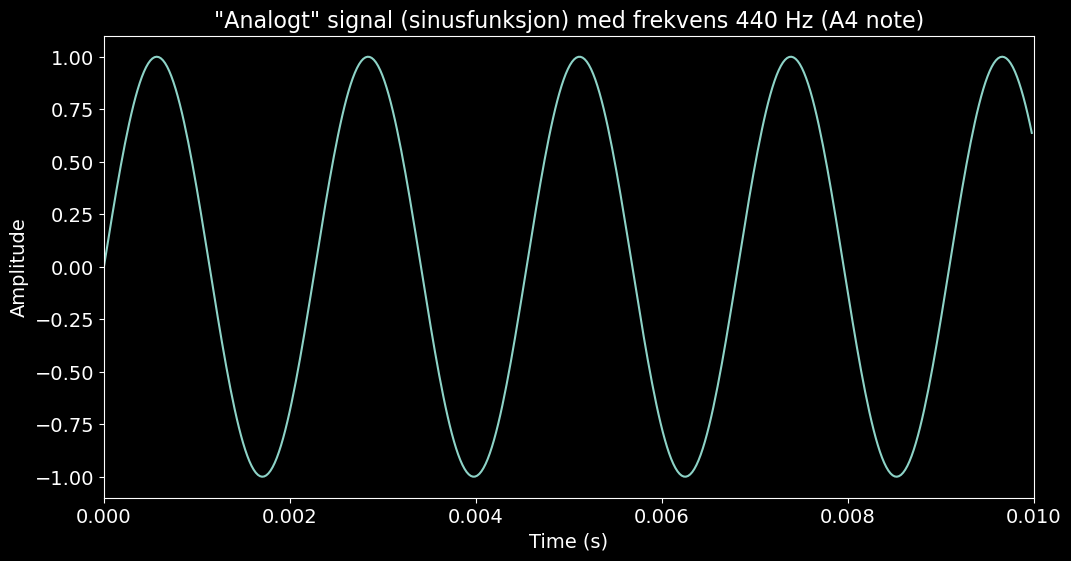 "Analogt" signal (sinusfunksjon) med frekvens 440 Hz (A4 note)
1.00
0.75
0.50
0.25
0.00
−0.25
−0.50
−0.75
−1.00
Amplitude
0.000 0.002 0.004 0.006 0.008 0.010
Time (s)